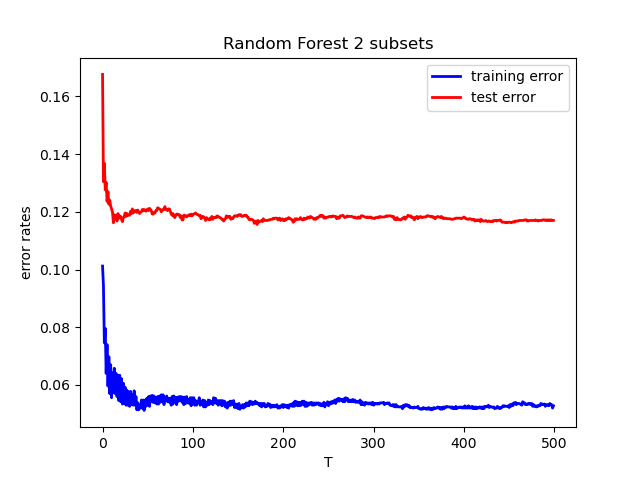 Random Forest 2 subsets
training error
test error
error rates
0.16
0.14
0.12
0.10
0.08
0.06
0
100
200
300
400
500
T